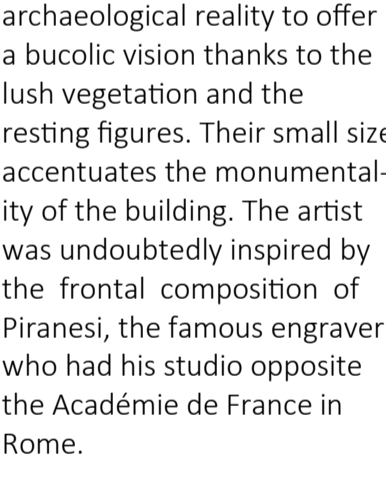 archaeological reality to offer
a bucolic vision thanks to the
lush vegetation and the
resting figures. Their small size
accentuates the monumental-
ity of the building. The artist
was undoubtedly inspired by
the frontal composition of
Piranesi, the famous engraver
who had his studio opposite
the Académie de France in
Rome.